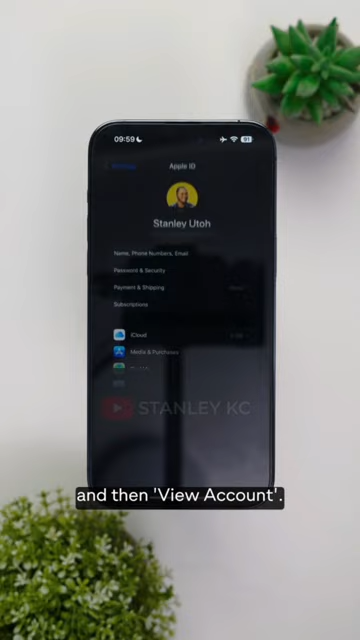 09:59
91
Apple ID
Stanley Utoh
Name, Phone Numbers, Email
Password & Security
Payment & Shipping
Subscriptions
iCloud
Media & Purchases
STANLEY KC
and then 'View Account'.